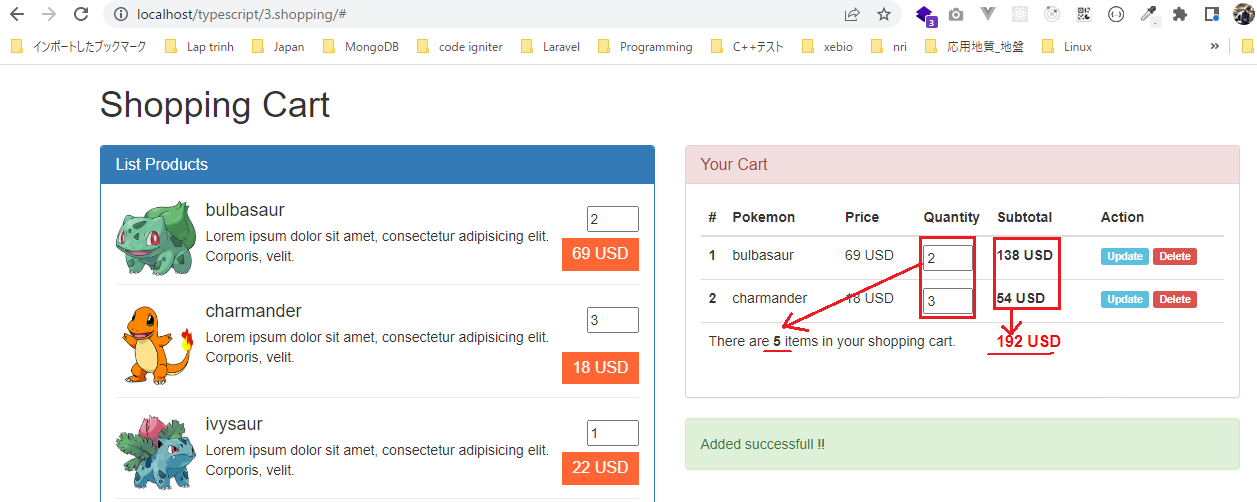 localhost/typescript/3.shopping/#
3
インポートしたブックマーク Lap trinh Japan MongoDB code igniter Laravel Programming C++テスト xebio nri 応用地質_地盤 Linux »
Shopping Cart
List Products
bulbasaur
2
Lorem ipsum dolor sit amet, consectetur adipisicing elit.
Corporis, velit.
69 USD
charmander
3
Lorem ipsum dolor sit amet, consectetur adipisicing elit.
Corporis, velit.
18 USD
ivysaur
1
Lorem ipsum dolor sit amet, consectetur adipisicing elit.
Corporis, velit.
22 USD
Your Cart
# Pokemon Price Quantity Subtotal Action
1 bulbasaur 69 USD 2 138 USD Update Delete
2 charmander 18 USD 3 54 USD Update Delete
There are 5 items in your shopping cart. 192 USD
Added successfull !!